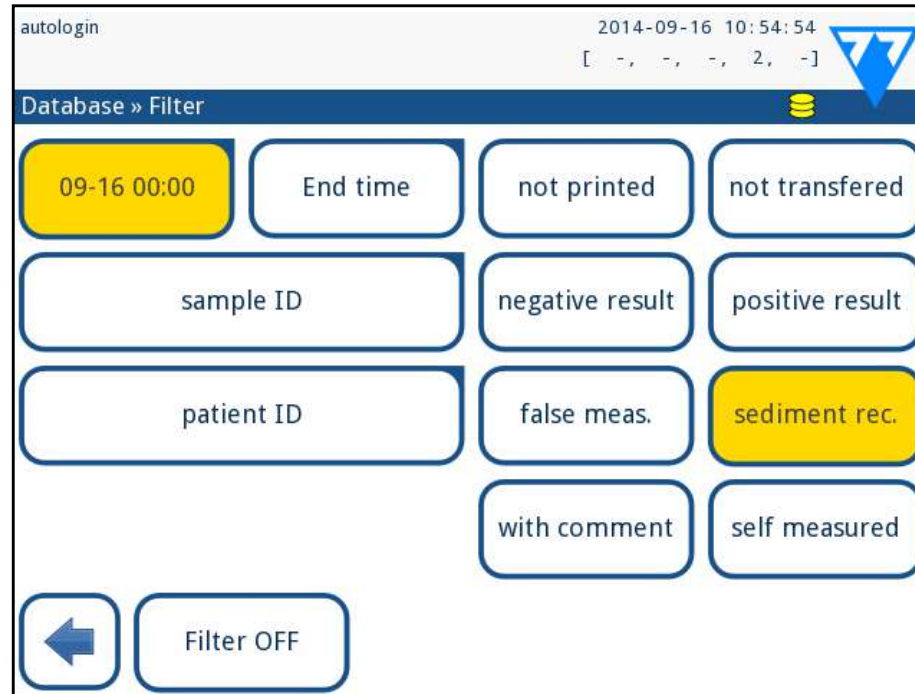 autologin
2014-09-16 10:54:54
[ -, -, -, 2, -]
Database » Filter
09-16 00:00
End time
not printed
not transfered
sample ID
negative result
positive result
patient ID
false meas.
sediment rec.
with comment
self measured
Filter OFF